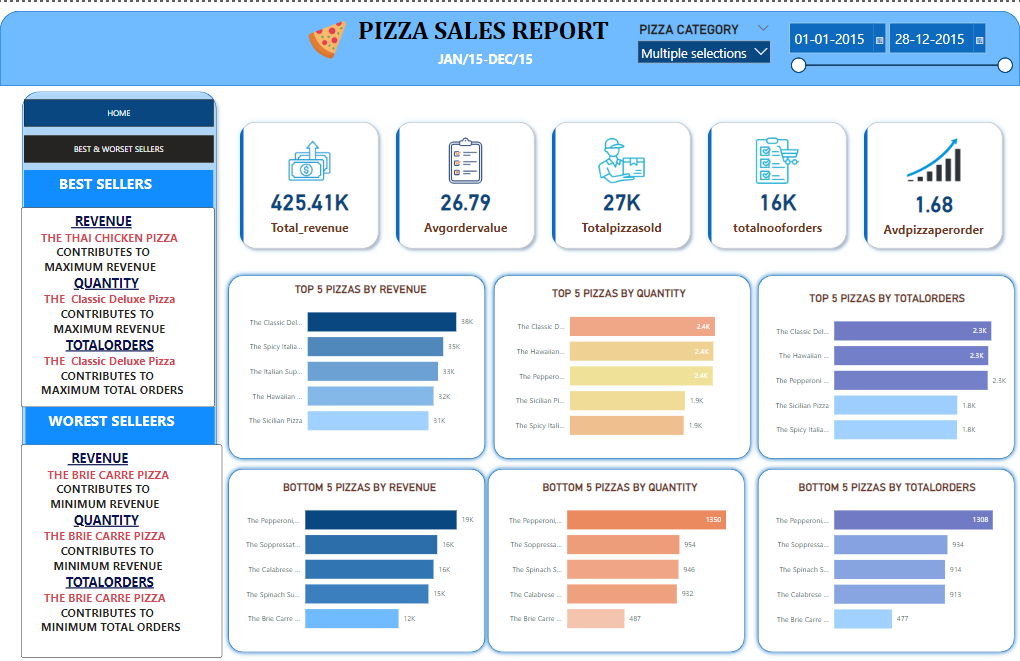 PIZZA SALES REPORT
JAN/15-DEC/15
PIZZA CATEGORY
Multiple selections
01-01-2015
28-12-2015
HOME
BEST & WORSET SELLERS
BEST SELLERS
REVENUE
THE THAI CHICKEN PIZZA
CONTRIBUTES TO
MAXIMUM REVENUE
QUANTITY
THE Classic Deluxe Pizza
CONTRIBUTES TO
MAXIMUM REVENUE
TOTALORDERS
THE Classic Deluxe Pizza
CONTRIBUTES TO
MAXIMUM TOTAL ORDERS
WOREST SELLEERS
REVENUE
THE BRIE CARRE PIZZA
CONTRIBUTES TO
MINIMUM REVENUE
QUANTITY
THE BRIE CARRE PIZZA
CONTRIBUTES TO
MINIMUM REVENUE
TOTALORDERS
THE BRIE CARRE PIZZA
CONTRIBUTES TO
MINIMUM TOTAL ORDERS
425.41K
Total_revenue
26.79
Avgordervalue
27K
Totalpizzasold
16K
totalnooforders
1.68
Avdpizzaperorder
TOP 5 PIZZAS BY REVENUE
The Classic Del... 38K
The Spicy Italia... 35K
The Italian Sup... 33K
The Hawaiian ... 32K
The Sicilian Pizza 31K
TOP 5 PIZZAS BY QUANTITY
The Classic D... 2.4K
The Hawaiian... 2.4K
The Peppero... 2.4K
The Sicilian Pi... 1.9K
The Spicy Itali... 1.9K
TOP 5 PIZZAS BY TOTALORDERS
The Classic Del... 2.3K
The Hawaiian ... 2.3K
The Pepperoni ... 2.3K
The Sicilian Pizza 1.8K
The Spicy Italia... 1.8K
BOTTOM 5 PIZZAS BY REVENUE
The Pepperoni,... 19K
The Soppressat... 16K
The Calabrese ... 16K
The Spinach Su... 15K
The Brie Carre ... 12K
BOTTOM 5 PIZZAS BY QUANTITY
The Pepperoni,... 1350
The Soppressa... 954
The Spinach S... 946
The Calabrese ... 932
The Brie Carre ... 487
BOTTOM 5 PIZZAS BY TOTALORDERS
The Pepperoni,... 1308
The Soppressa... 934
The Spinach S... 914
The Calabrese ... 913
The Brie Carre ... 477